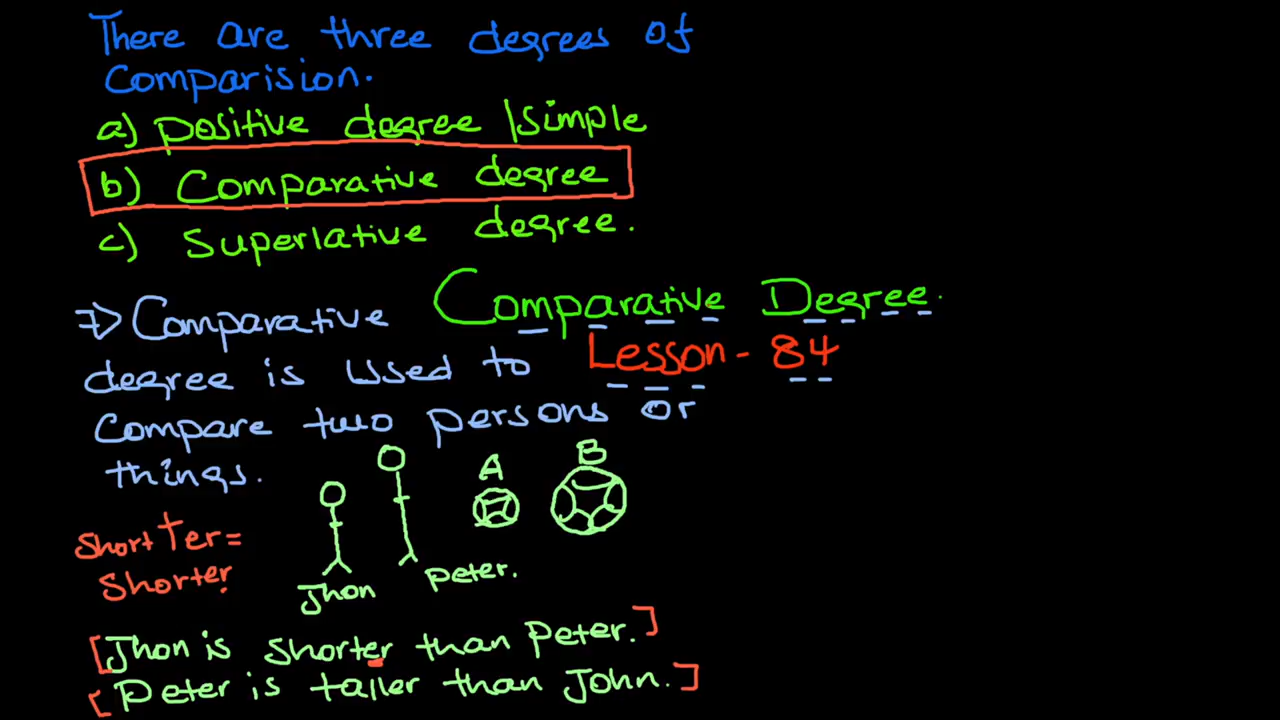 There are three degrees of
Comparision.
a) positive degree |simple
b) Comparative degree
c) Superlative degree.
Comparative Degree.
Lesson - 84
⇒ Comparative
degree is used to
compare two persons or
things.
A B
Short + er =
Shorter
Jhon Peter.
[Jhon is shorter than Peter.]
[Peter is taller than John.]